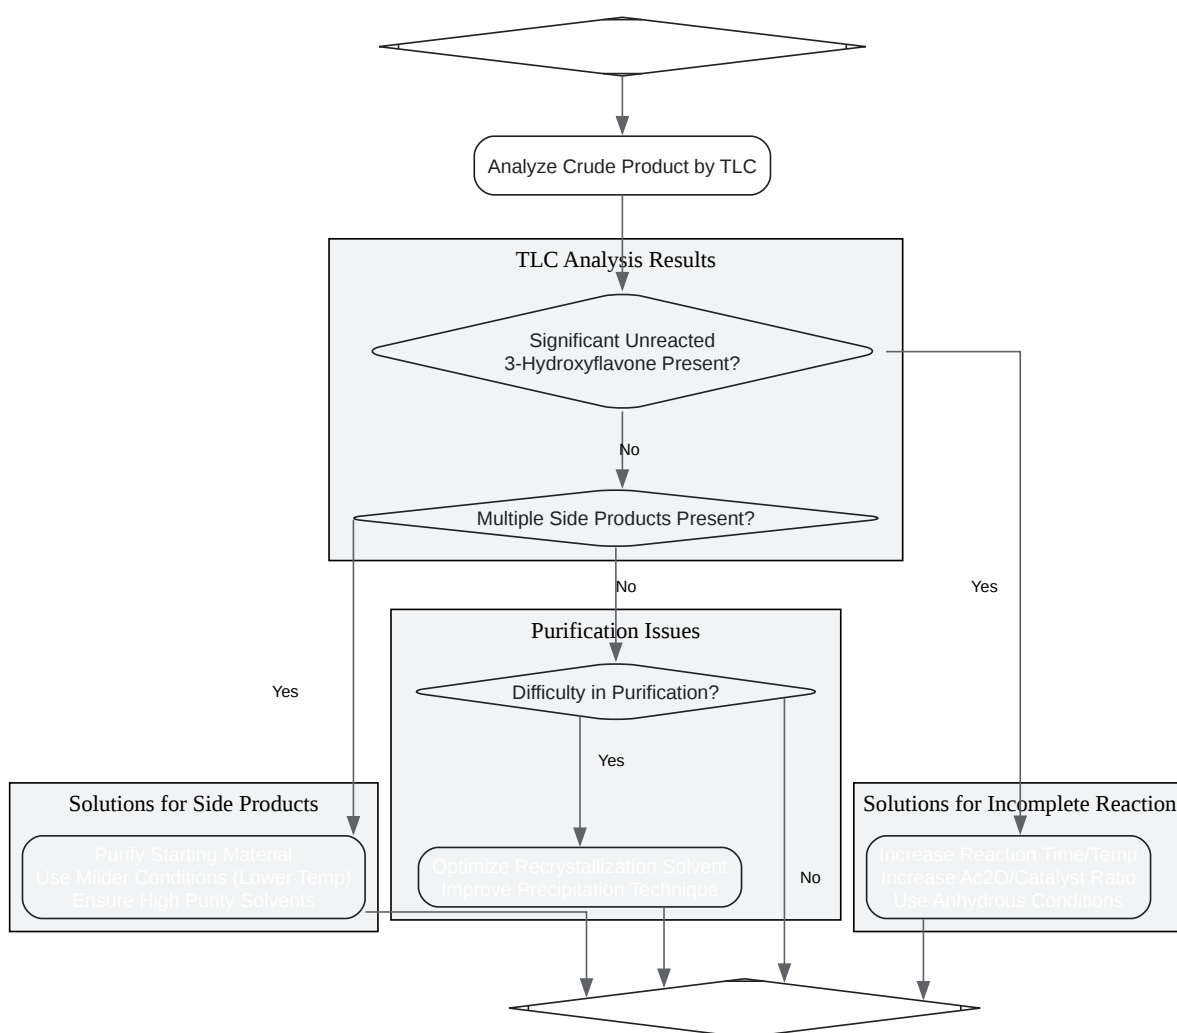 Analyze Crude Product by TLC
TLC Analysis Results
Significant Unreacted
3-Hydroxyflavone Present?
No
Multiple Side Products Present?
No
Yes
Purification Issues
Difficulty in Purification?
Yes
Yes
Solutions for Side Products
Purify Starting Material
Use Milder Conditions (Lower Temp)
Ensure High Purity Solvents
Optimize Recrystallization Solvent
Improve Precipitation Technique
No
Solutions for Incomplete Reaction
Increase Reaction Time/Temp
Increase Ac2O/Catalyst Ratio
Use Anhydrous Conditions